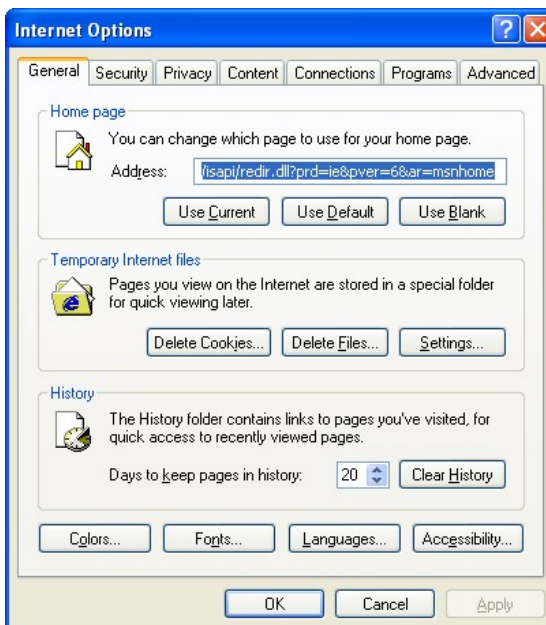 Internet Options
General Security Privacy Content Connections Programs Advanced
Home page
You can change which page to use for your home page.
Address: /isapi/redir.dll?prd=ie&pver=6&ar=msnhome
Use Current Use Default Use Blank
Temporary Internet files
Pages you view on the Internet are stored in a special folder
for quick viewing later.
Delete Cookies... Delete Files... Settings...
History
The History folder contains links to pages you've visited, for
quick access to recently viewed pages.
Days to keep pages in history: 20 Clear History
Colors... Fonts... Languages... Accessibility...
OK Cancel Apply